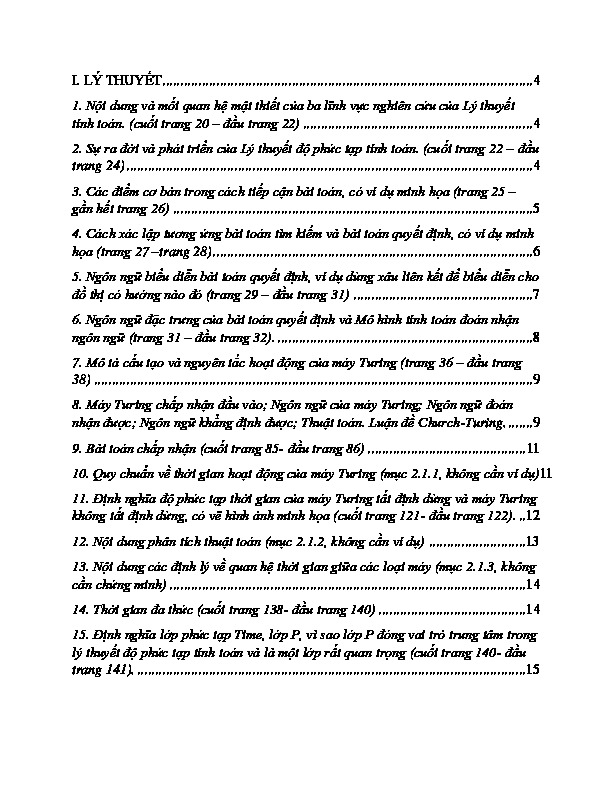 I. LÝ THUYẾT....................................................................................................4
1. Nội dung và mối quan hệ mật thiết của ba lĩnh vực nghiên cứu của Lý thuyết
tính toán. (cuối trang 20 – đầu trang 22) ..............................................................4
2. Sự ra đời và phát triển của Lý thuyết độ phức tạp tính toán. (cuối trang 22 – đầu
trang 24)..............................................................................................................4
3. Các điểm cơ bản trong cách tiếp cận bài toán, có ví dụ minh họa (trang 25 –
gần hết trang 26) .................................................................................................5
4. Cách xác lập tương ứng bài toán tìm kiếm và bài toán quyết định, có ví dụ minh
họa (trang 27 –trang 28).......................................................................................6
5. Ngôn ngữ biểu diễn bài toán quyết định, ví dụ dùng xâu liên kết để biểu diễn cho
đồ thị có hướng nào đó (trang 29 – đầu trang 31) .................................................7
6. Ngôn ngữ đặc trưng của bài toán quyết định và Mô hình tính toán đoán nhận
ngôn ngữ (trang 31 – đầu trang 32). .....................................................................8
7. Mô tả cấu tạo và nguyên tắc hoạt động của máy Turing (trang 36 – đầu trang
38) ......................................................................................................................9
8. Máy Turing chấp nhận đầu vào; Ngôn ngữ của máy Turing; Ngôn ngữ đoán
nhận được; Ngôn ngữ khẳng định được; Thuật toán. Luận đề Church-Turing. .......9
9. Bài toán chấp nhận (cuối trang 85- đầu trang 86) ...........................................11
10. Quy chuẩn về thời gian hoạt động của máy Turing (mục 2.1.1, không cần ví dụ)11
11. Định nghĩa độ phức tạp thời gian của máy Turing tất định dừng và máy Turing
không tất định dừng, có vẽ hình ảnh minh họa (cuối trang 121- đầu trang 122). ..12
12. Nội dung phân tích thuật toán (mục 2.1.2, không cần ví dụ) ..........................13
13. Nội dung các định lý về quan hệ thời gian giữa các loại máy (mục 2.1.3, không
cần chứng minh) ................................................................................................14
14. Thời gian đa thức (cuối trang 138- đầu trang 140) ........................................14
15. Định nghĩa lớp phức tạp Time, lớp P, vì sao lớp P đóng vai trò trung tâm trong
lý thuyết độ phức tạp tính toán và là một lớp rất quan trọng (cuối trang 140- đầu
trang 141). .........................................................................................................15